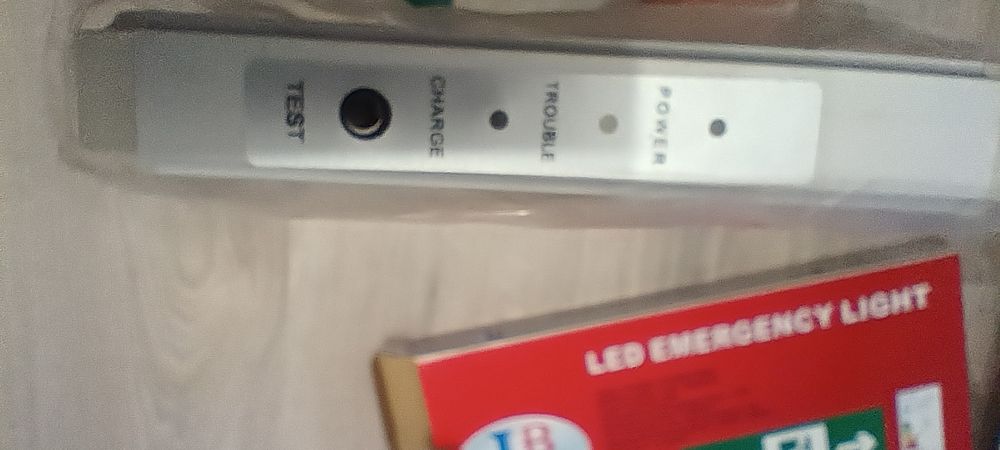 TEST
CHARGE
TROUBLE
POWER
LED EMERGENCY LIGHT